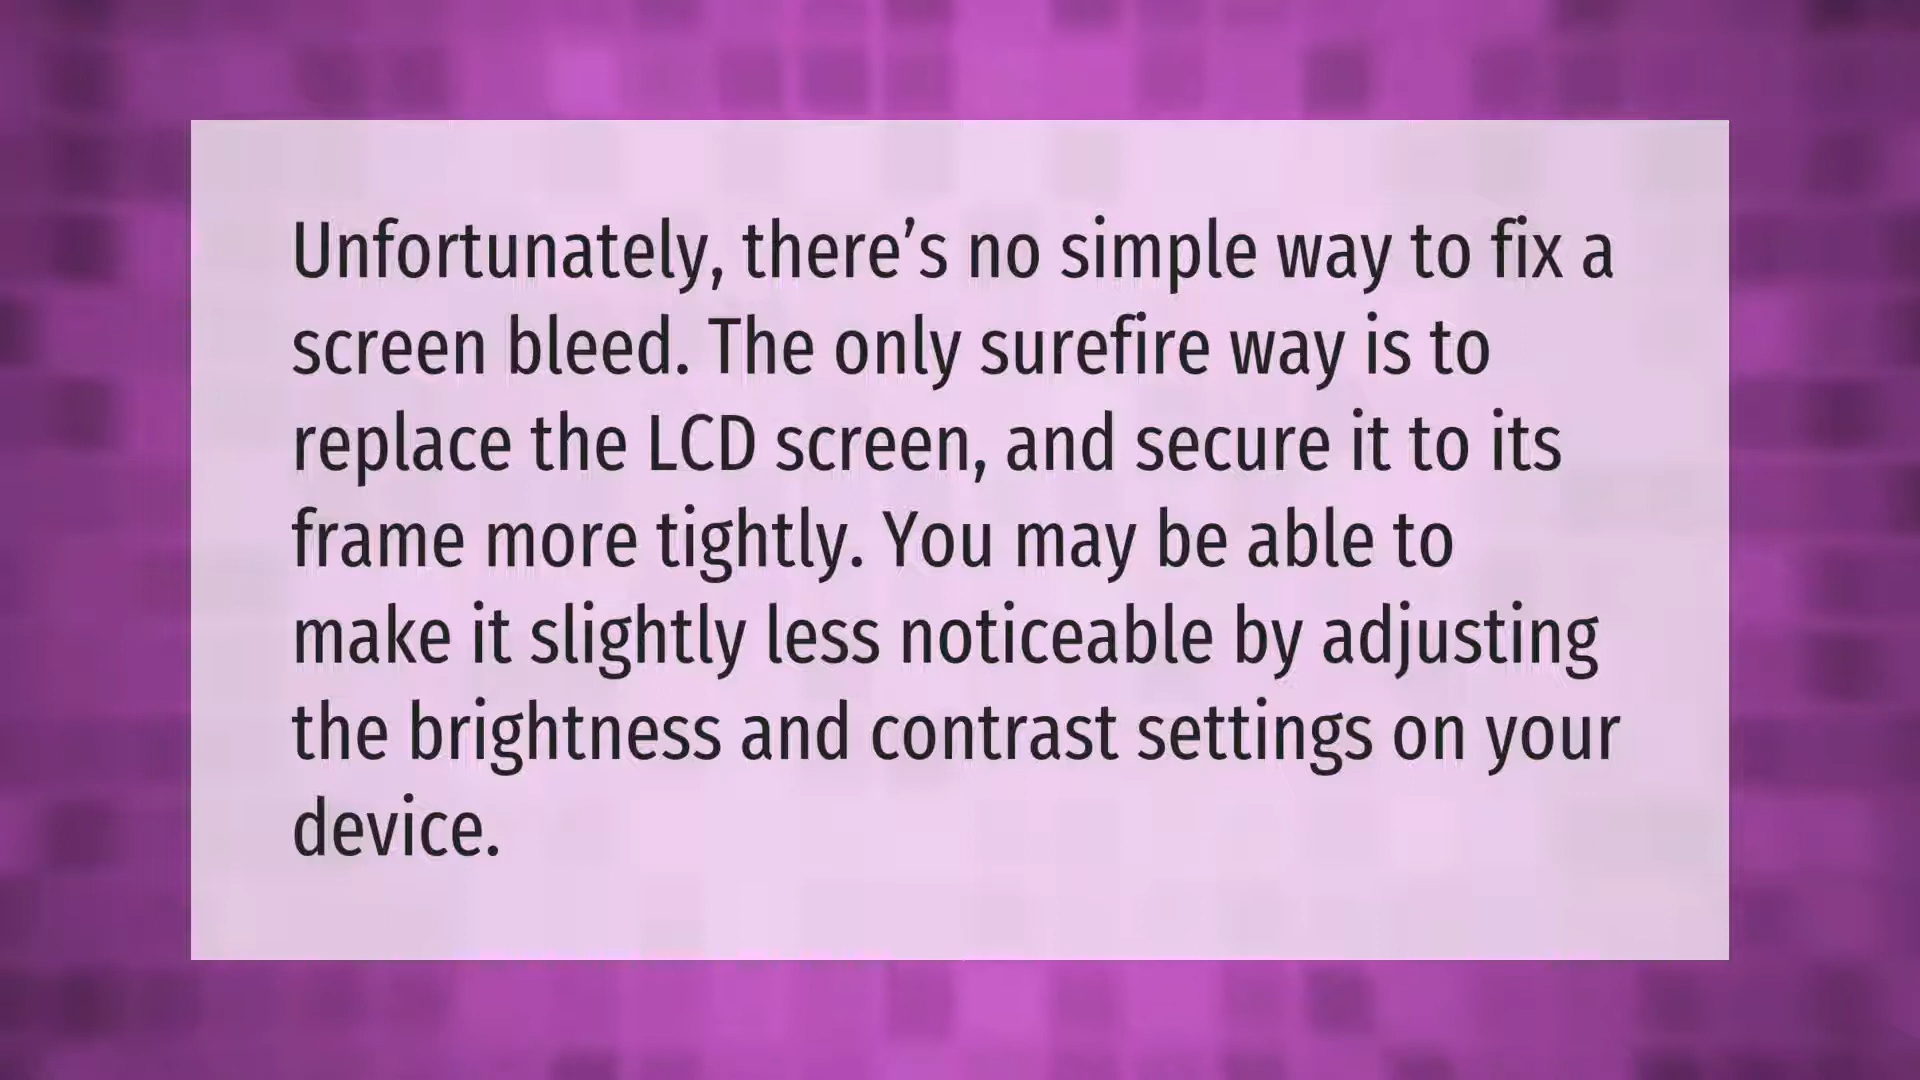 Unfortunately, there’s no simple way to fix a
screen bleed. The only surefire way is to
replace the LCD screen, and secure it to its
frame more tightly. You may be able to
make it slightly less noticeable by adjusting
the brightness and contrast settings on your
device.